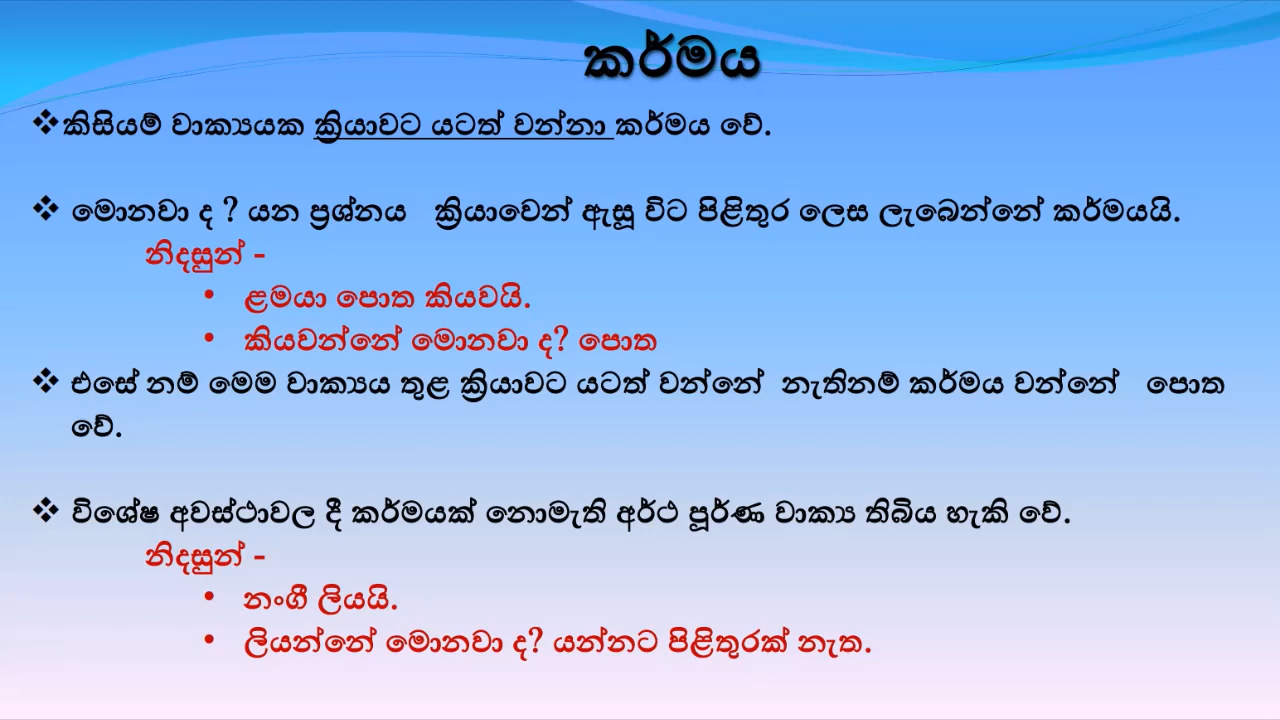 කර්මය
❖කිසියම් වාක්‍යයක ක්‍රියාවට යටත් වන්නා කර්මය වේ.
❖ මොනවා ද ? යන ප්‍රශ්නය ක්‍රියාවෙන් ඇසූ විට පිළිතුර ලෙස ලැබෙන්නේ කර්මයයි.
නිදසුන් -
• ළමයා පොත කියවයි.
• කියවන්නේ මොනවා ද? පොත
❖ එසේ නම් මෙම වාක්‍යය තුළ ක්‍රියාවට යටත් වන්නේ නැතිනම් කර්මය වන්නේ පොත
වේ.
❖ විශේෂ අවස්ථාවල දී කර්මයක් නොමැති අර්ථ පූර්ණ වාක්‍ය තිබිය හැකි වේ.
නිදසුන් -
• නංගී ලියයි.
• ලියන්නේ මොනවා ද? යන්නට පිළිතුරක් නැත.